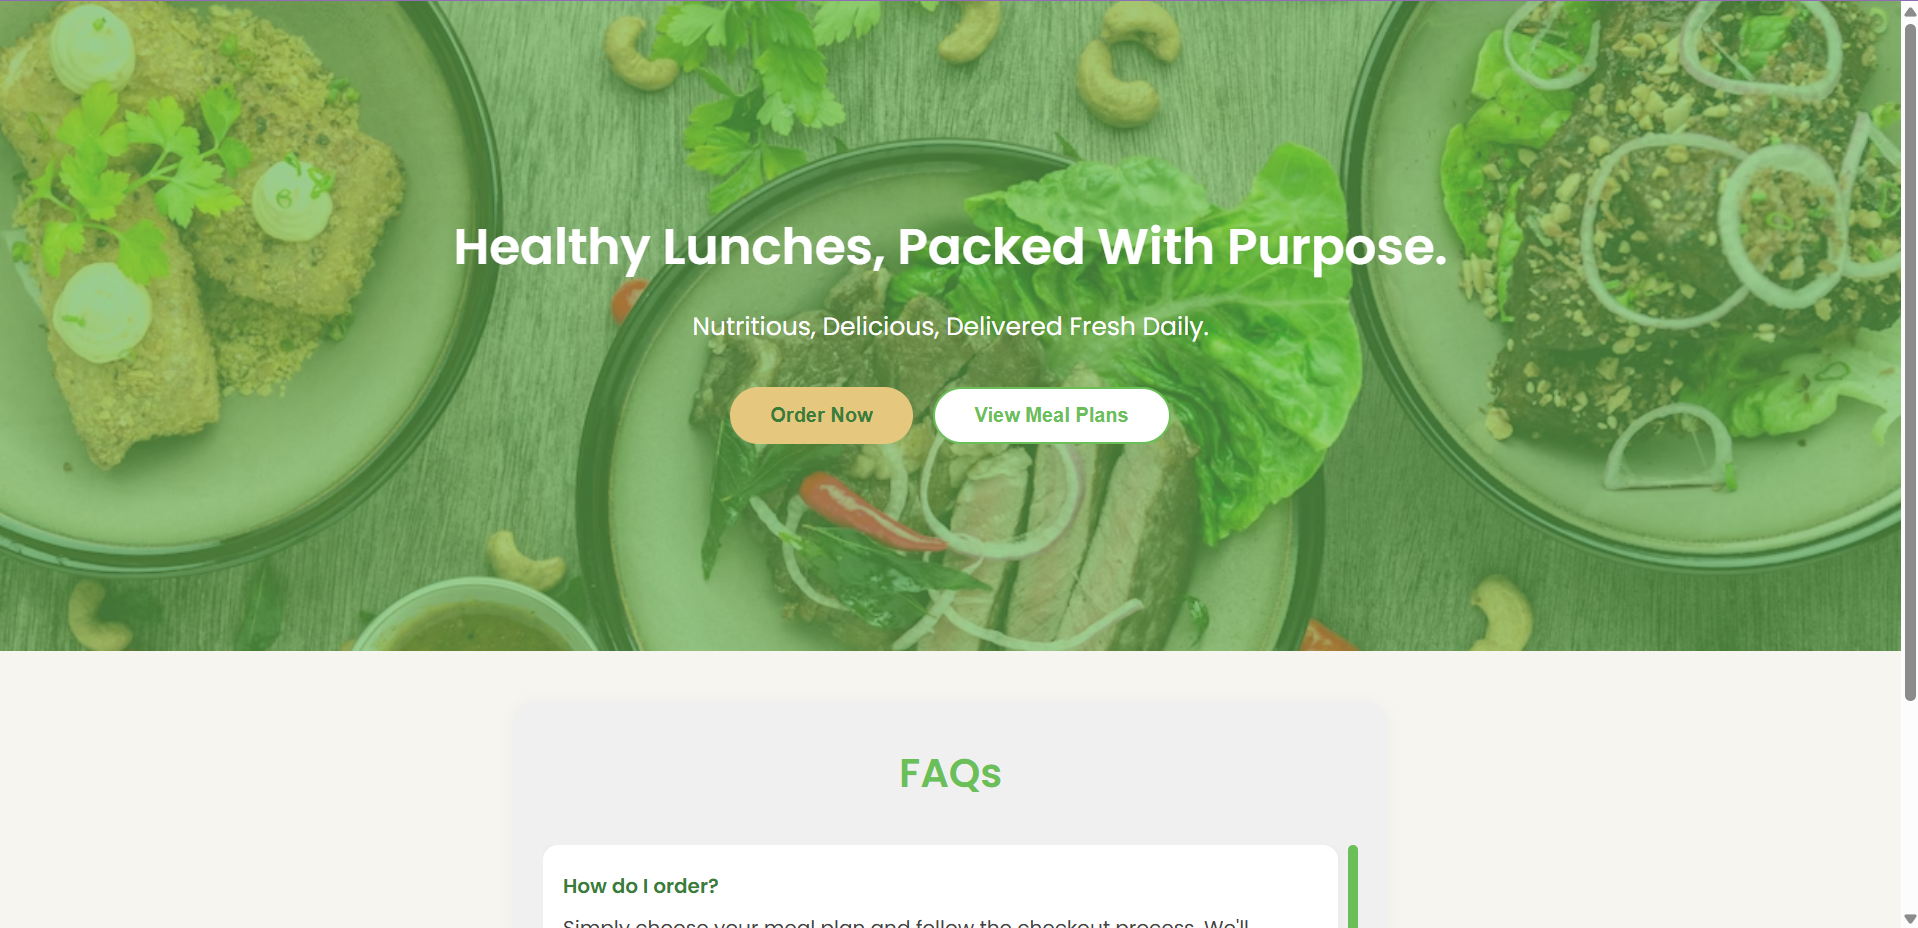 Healthy Lunches, Packed With Purpose.
Nutritious, Delicious, Delivered Fresh Daily.
Order Now
View Meal Plans
FAQs
How do I order?
Simply choose your meal plan and follow the checkout process. We'll